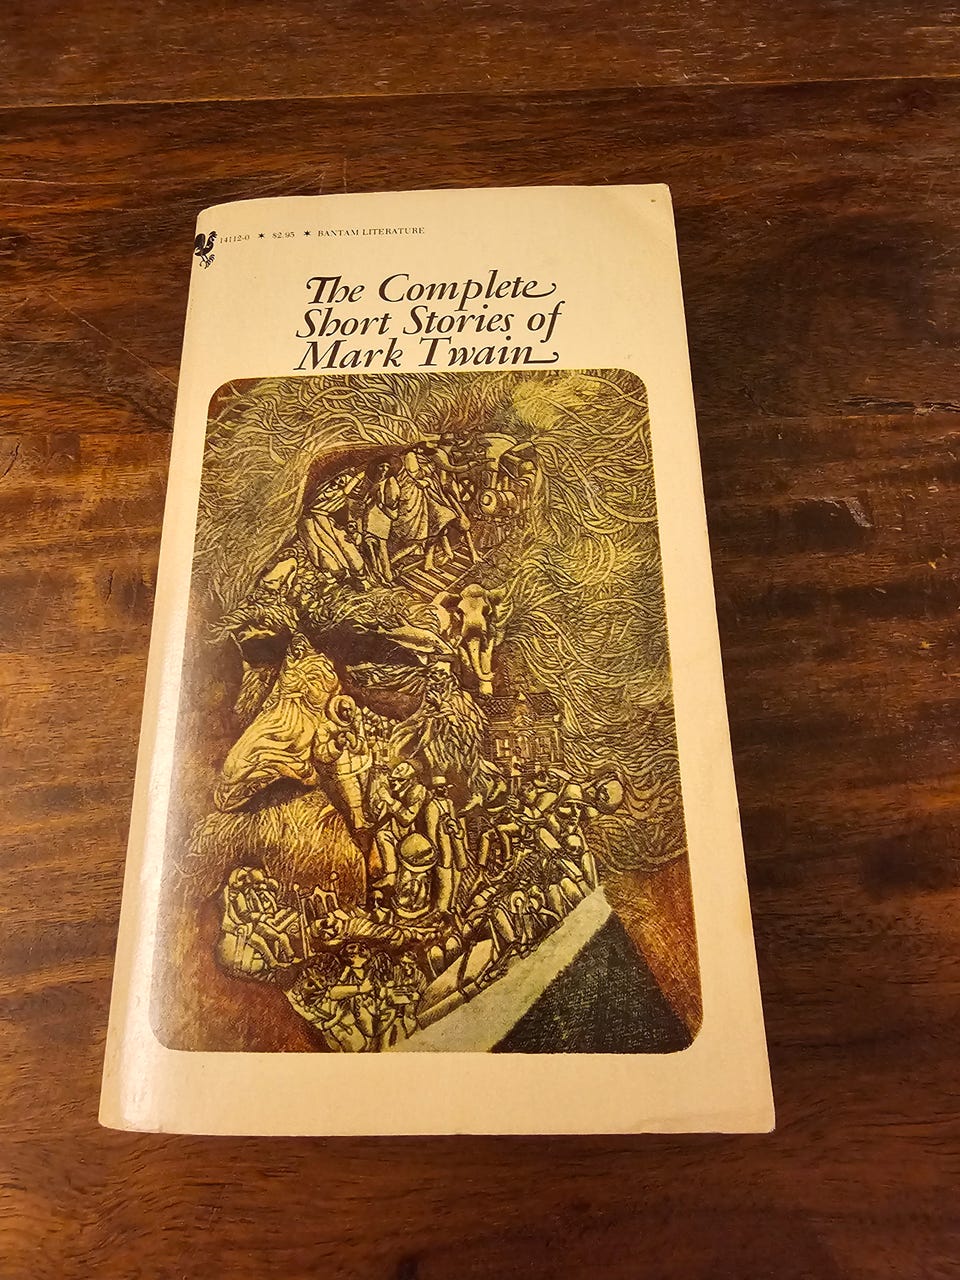 14112-0 ★ $2.95 ★ BANTAM LITERATURE
The Complete
Short Stories of
Mark Twain